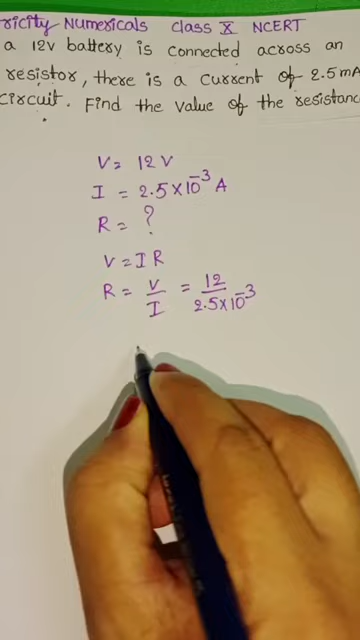 ricity Numericals Class X NCERT
a 12V battery is connected across an
resistor, there is a current of 2.5mA
circuit. Find the value of the resistanc
V = 12 V
I = 2.5 × 10⁻³ A
R = ?
V = I R
R = V/I = 12/2.5×10⁻³